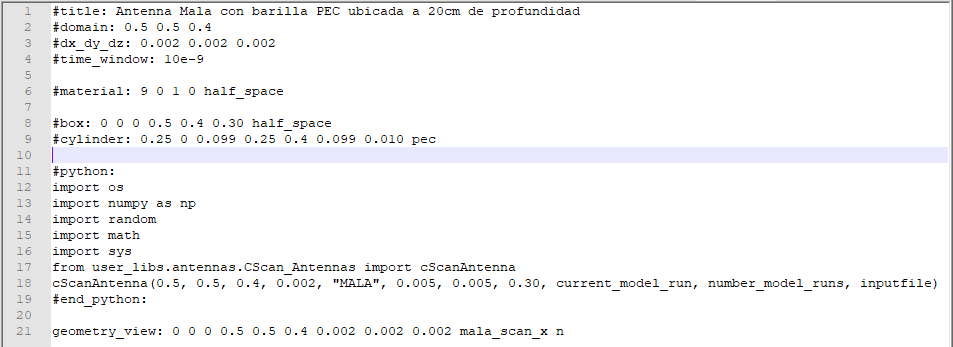 1 #title: Antenna Mala con barilla PEC ubicada a 20cm de profundidad
2 #domain: 0.5 0.5 0.4
3 #dx_dy_dz: 0.002 0.002 0.002
4 #time_window: 10e-9
5
6 #material: 9 0 1 0 half_space
7
8 #box: 0 0 0 0.5 0.4 0.30 half_space
9 #cylinder: 0.25 0 0.099 0.25 0.4 0.099 0.010 pec
10
11 #python:
12 import os
13 import numpy as np
14 import random
15 import math
16 import sys
17 from user_libs.antennas.CScan_Antennas import cScanAntenna
18 cScanAntenna(0.5, 0.5, 0.4, 0.002, "MALA", 0.005, 0.005, 0.30, current_model_run, number_model_runs, inputfile)
19 #end_python:
20
21 geometry_view: 0 0 0 0.5 0.5 0.4 0.002 0.002 0.002 mala_scan_x n